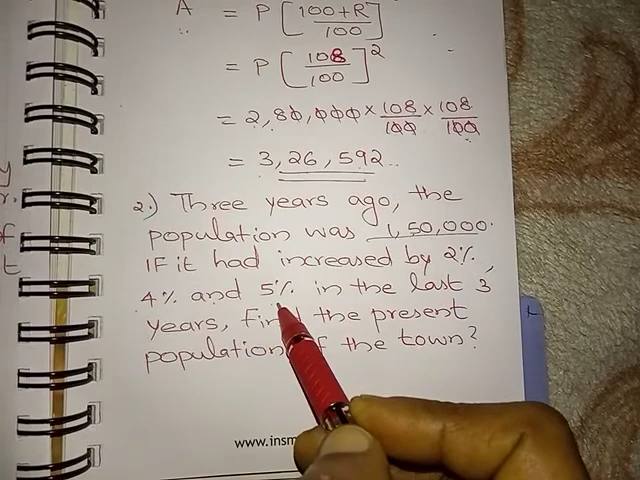 A = P [100+R/100]
= P [108/100]²
= 2,80,000 × 108/100 × 108/100
= 3,26,592
2.) Three years ago, the
population was 1,50,000.
IF it had increased by 2%,
4% and 5% in the last 3
years, find the present
population of the town?
www.insm